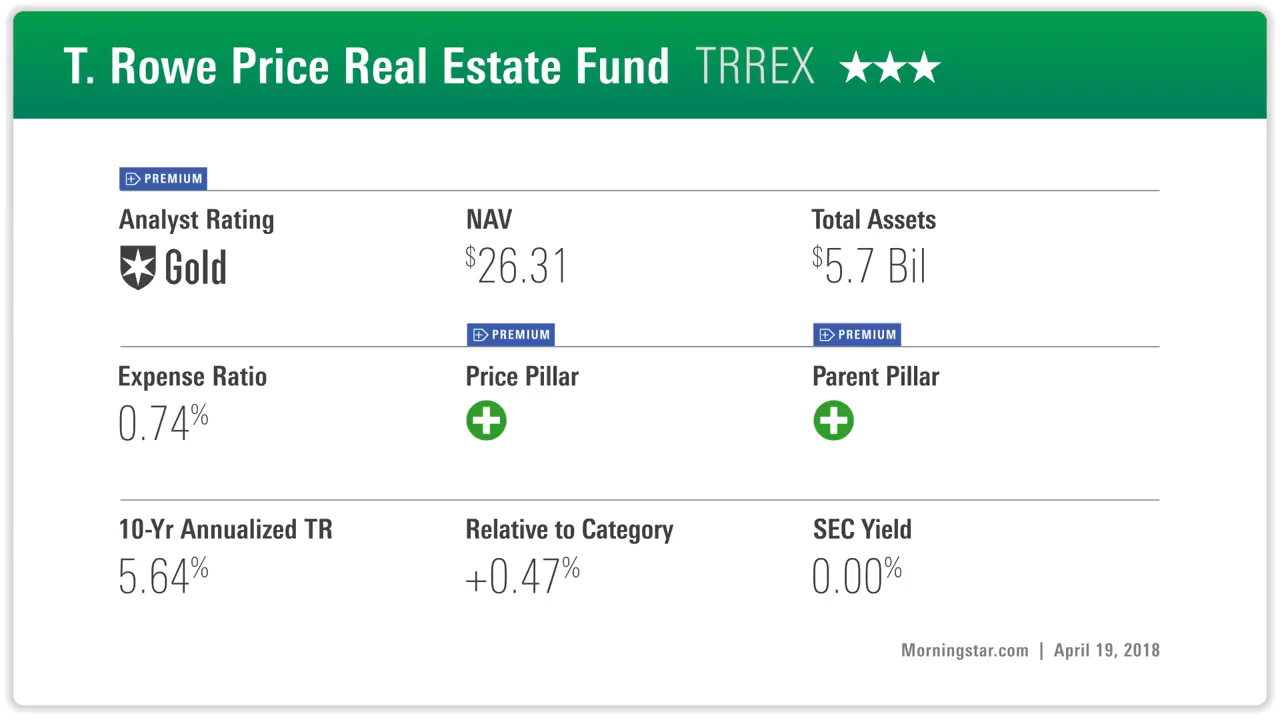 T. Rowe Price Real Estate Fund TRREX ★★★
PREMIUM
Analyst Rating NAV Total Assets
Gold $26.31 $5.7 Bil
PREMIUM PREMIUM
Expense Ratio Price Pillar Parent Pillar
0.74%
10-Yr Annualized TR Relative to Category SEC Yield
5.64% +0.47% 0.00%
Morningstar.com | April 19, 2018